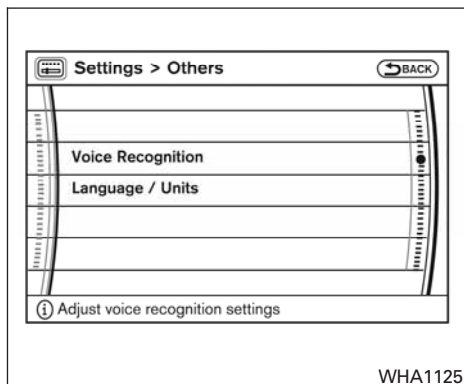 Settings > Others
BACK
Voice Recognition
Language / Units
i Adjust voice recognition settings
WHA1125